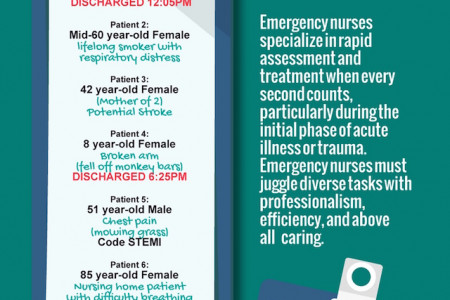 DISCHARGED 12:05PM
Patient 2:
Mid-60 year-old Female
lifelong smoker with
respiratory distress
Patient 3:
42 year-old Female
(Mother of 2)
Potential Stroke
Patient 4:
8 year-old Female
Broken arm
(fell off monkey bars)
DISCHARGED 6:25PM
Patient 5:
51 year-old Male
Chest pain
(mowing grass)
Code STEMI
Patient 6:
85 year-old Female
Nursing home patient
with difficulty breathing
Emergency nurses
specialize in rapid
assessment and
treatment when every
second counts,
particularly during the
initial phase of acute
illness or trauma.
Emergency nurses must
juggle diverse tasks with
professionalism,
efficiency, and above
all caring.